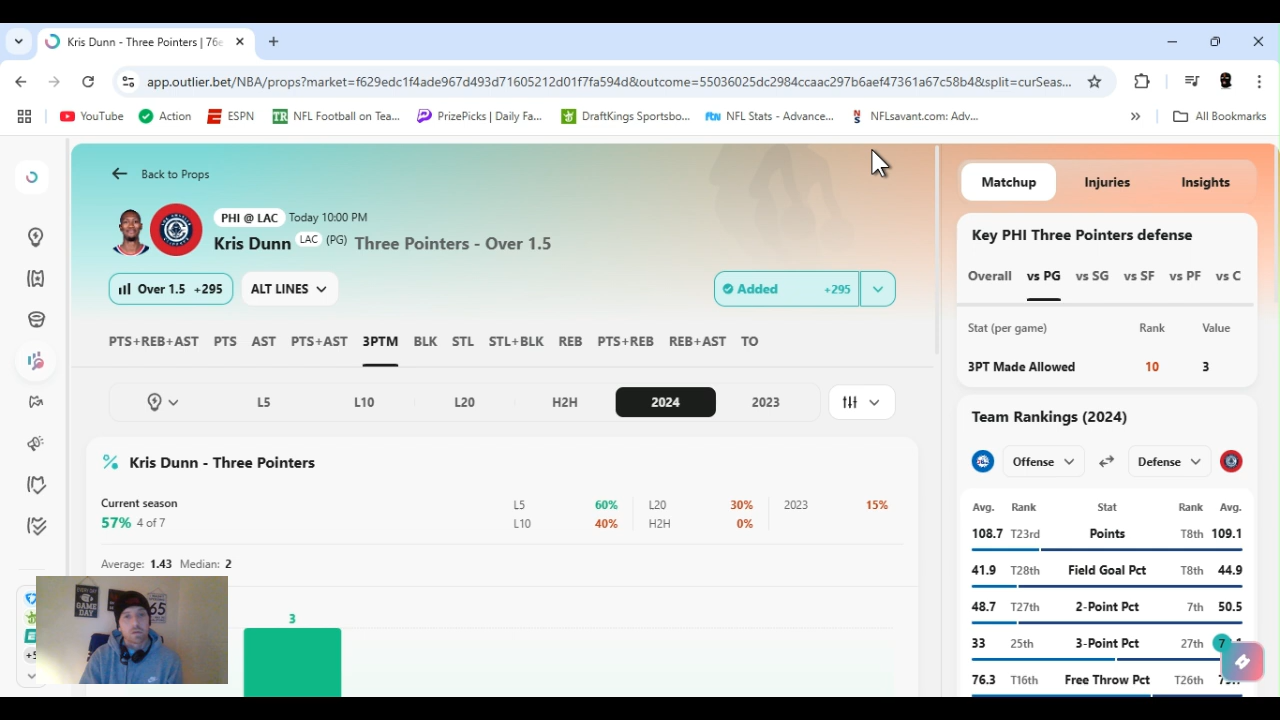 Kris Dunn - Three Pointers | 76e
app.outlier.bet/NBA/props?market=f629edc1f4ade967d493d71605212d01f7fa594d&outcome=55036025dc2984ccaac297b6aef47361a67c58b4&split=curSeas...
YouTube Action ESPN NFL Football on Tea... PrizePicks | Daily Fa... DraftKings Sportsbo... NFL Stats - Advance... NFLsavant.com: Adv... » All Bookmarks
Back to Props
PHI @ LAC Today 10:00 PM
Kris Dunn LAC (PG) Three Pointers - Over 1.5
Over 1.5 +295 ALT LINES Added +295
PTS+REB+AST PTS AST PTS+AST 3PTM BLK STL STL+BLK REB PTS+REB REB+AST TO
L5 L10 L20 H2H 2024 2023
Kris Dunn - Three Pointers
Current season
57% 4 of 7
L5 60% L20 30% 2023 15%
L10 40% H2H 0%
Average: 1.43 Median: 2
3
GAME DAY
65
Matchup Injuries Insights
Key PHI Three Pointers defense
Overall vs PG vs SG vs SF vs PF vs C
Stat (per game) Rank Value
3PT Made Allowed 10 3
Team Rankings (2024)
Offense Defense
Avg. Rank Stat Rank Avg.
108.7 T23rd Points T8th 109.1
41.9 T28th Field Goal Pct T8th 44.9
48.7 T27th 2-Point Pct 7th 50.5
33 25th 3-Point Pct 27th
76.3 T16th Free Throw Pct T26th